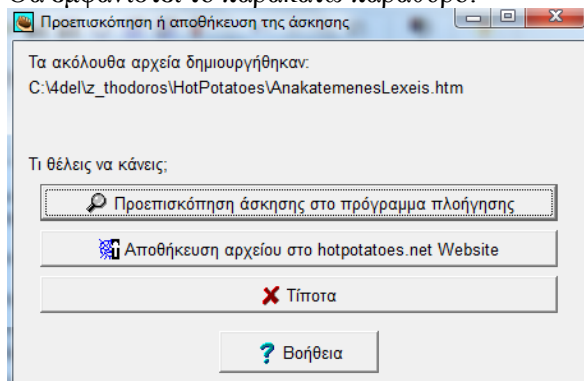 Θα εμφανιστεί το παρακάτω παράθυρο:
Προεπισκόπηση ή αποθήκευση της άσκησης
Τα ακόλουθα αρχεία δημιουργήθηκαν:
C:\4del\z_thodoros\HotPotatoes\AnakatemenesLexeis.htm
Τι θέλεις να κάνεις;
Προεπισκόπηση άσκησης στο πρόγραμμα πλοήγησης
Αποθήκευση αρχείου στο hotpotatoes.net Website
Τίποτα
Βοήθεια